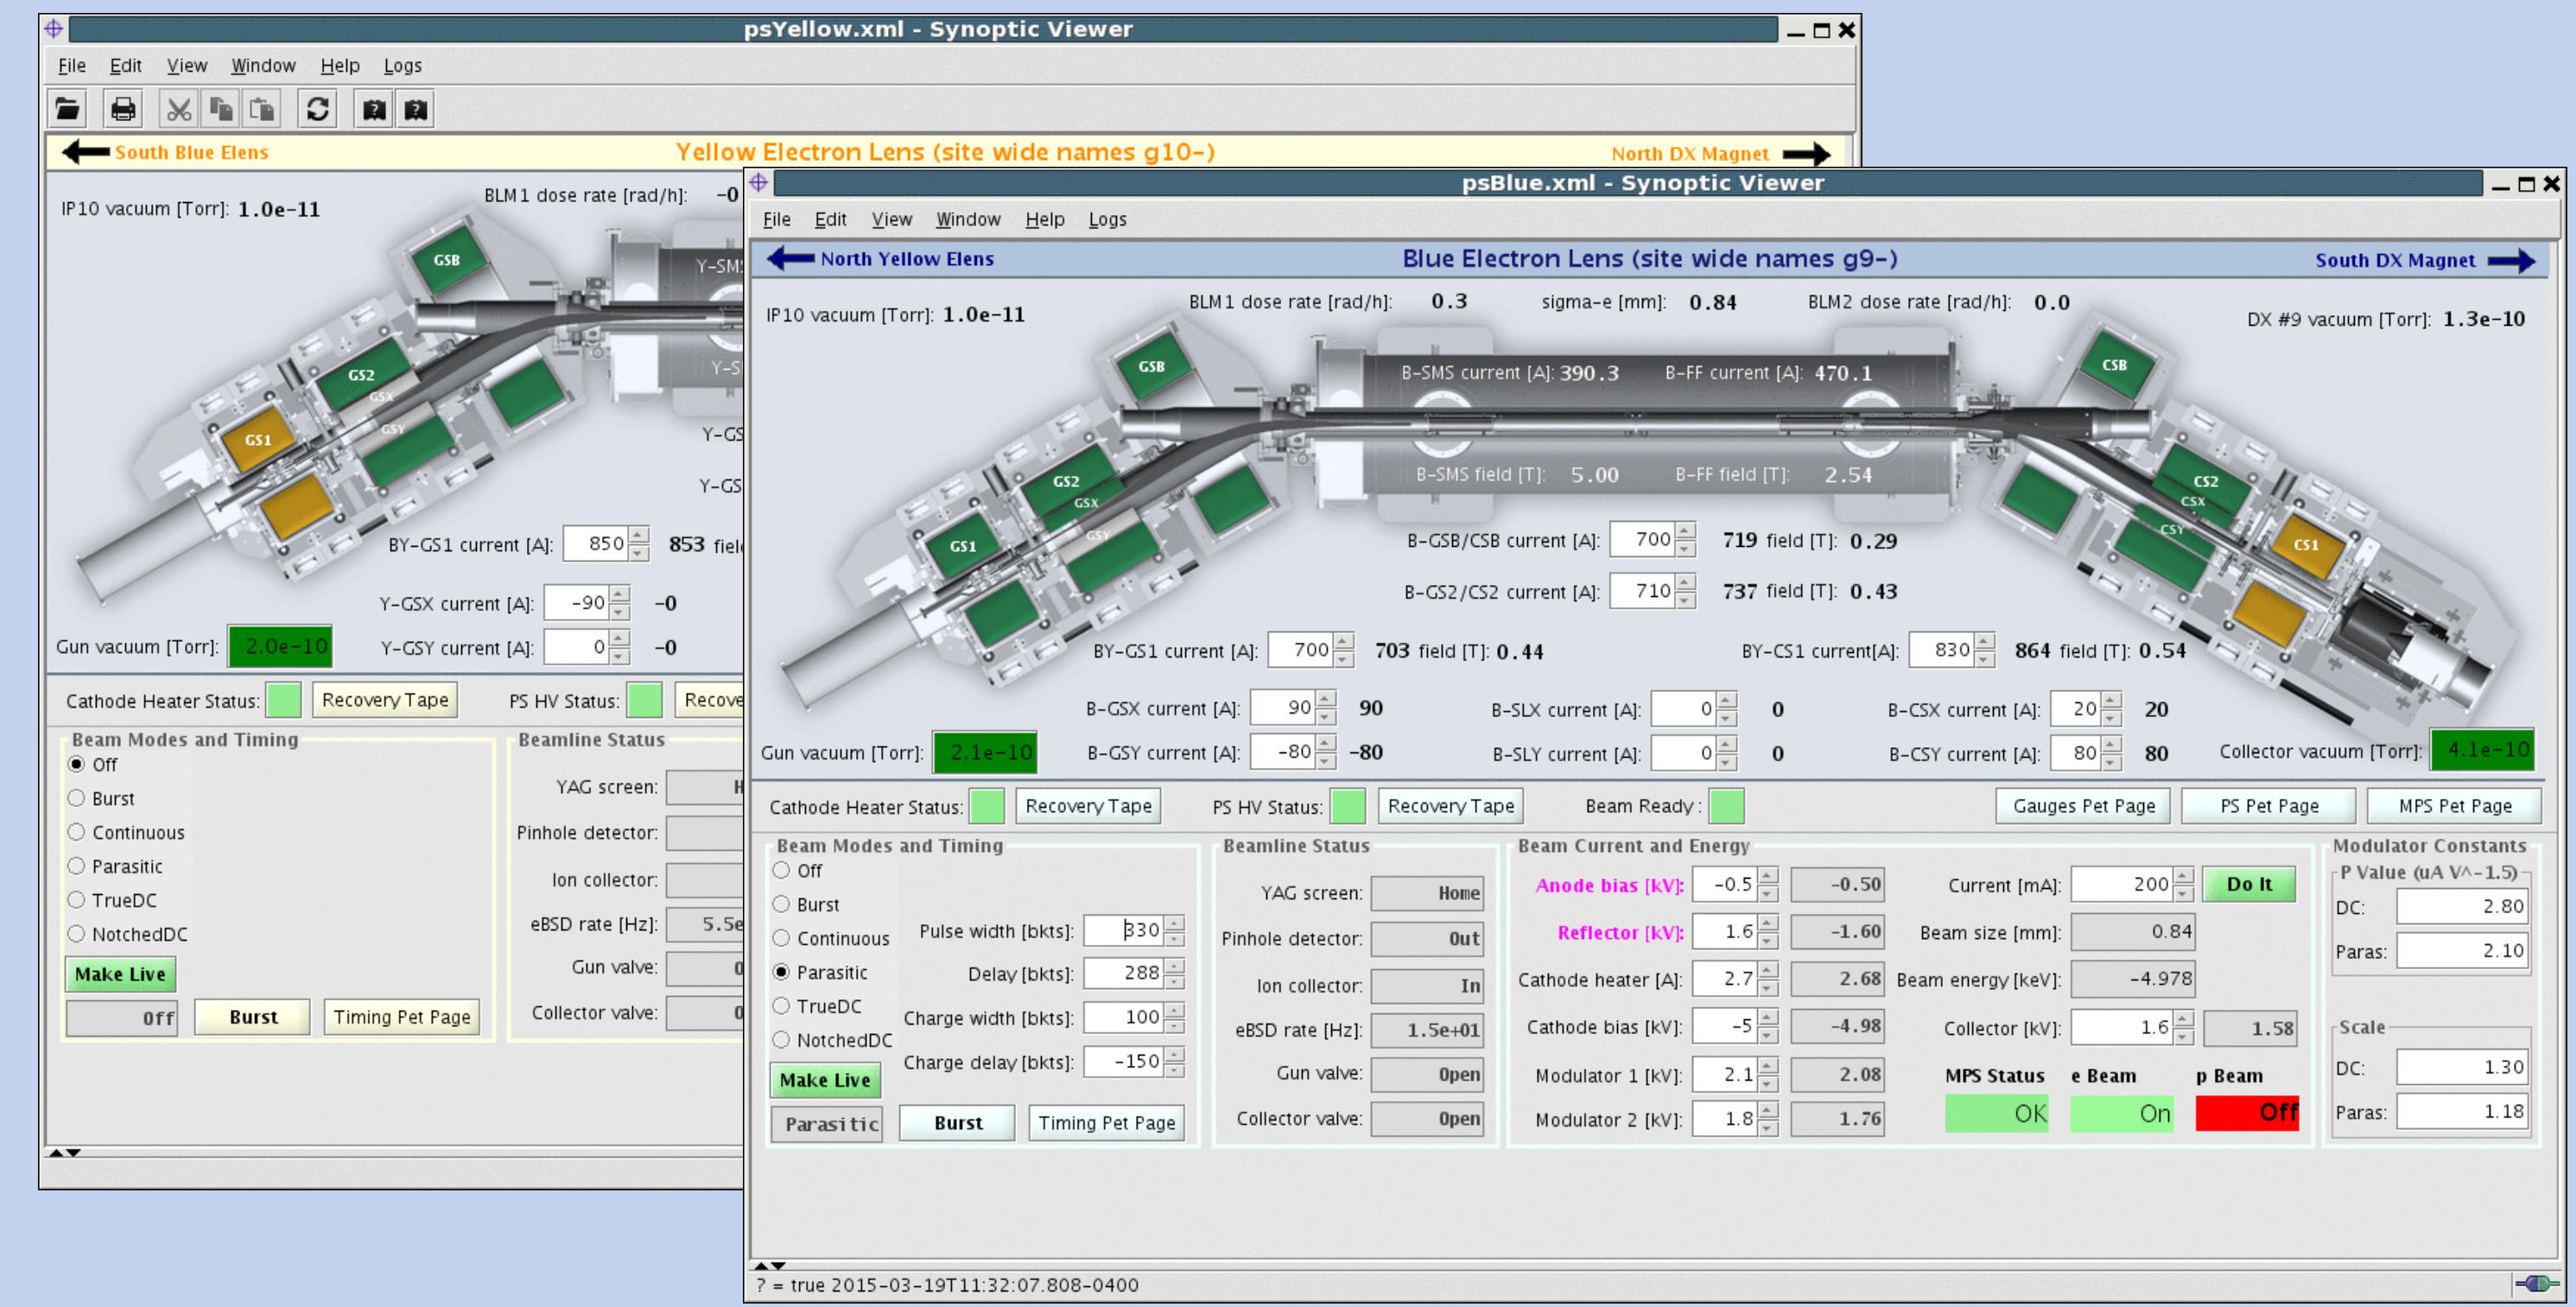 psYellow.xml - Synoptic Viewer
File Edit View Window Help Logs
South Blue Elens
Yellow Electron Lens (site wide names g10-)
North DX Magnet
IP10 vacuum [Torr]: 1.0e-11
BLM1 dose rate [rad/h]: -0
GSB
Y-SMS
GS2
Y-S
GSX
GSY
GS1
Y-GS
Y-GS
BY-GS1 current [A]: 850 853 field
Y-GSX current [A]: -90 -0
Gun vacuum [Torr]: 2.0e-10
Y-GSY current [A]: 0 -0
Cathode Heater Status: Recovery Tape PS HV Status: Recove
Beam Modes and Timing
Off
Burst
Continuous
Parasitic
TrueDC
NotchedDC
Make Live
Off Burst Timing Pet Page
Beamline Status
YAG screen: H
Pinhole detector:
Ion collector:
eBSD rate [Hz]: 5.5e
Gun valve: O
Collector valve: O
psBlue.xml - Synoptic Viewer
File Edit View Window Help Logs
North Yellow Elens
Blue Electron Lens (site wide names g9-)
South DX Magnet
IP10 vacuum [Torr]: 1.0e-11
BLM1 dose rate [rad/h]: 0.3 sigma-e [mm]: 0.84 BLM2 dose rate [rad/h]: 0.0
DX #9 vacuum [Torr]: 1.3e-10
GSB
CSB
B-SMS current [A]: 390.3 B-FF current [A]: 470.1
B-SMS field [T]: 5.00 B-FF field [T]: 2.54
GS2
GSX
GSY
GS1
CS2
CSX
CSY
CS1
B-GSB/CSB current [A]: 700 719 field [T]: 0.29
B-GS2/CS2 current [A]: 710 737 field [T]: 0.43
BY-GS1 current [A]: 700 703 field [T]: 0.44
BY-CS1 current[A]: 830 864 field [T]: 0.54
B-GSX current [A]: 90 90 B-SLX current [A]: 0 0 B-CSX current [A]: 20 20
Gun vacuum [Torr]: 2.1e-10 B-GSY current [A]: -80 -80 B-SLY current [A]: 0 0 B-CSY current [A]: 80 80 Collector vacuum [Torr]: 4.1e-10
Cathode Heater Status: Recovery Tape PS HV Status: Recovery Tape Beam Ready : Gauges Pet Page PS Pet Page MPS Pet Page
Beam Modes and Timing
Off
Burst
Continuous
Parasitic
TrueDC
NotchedDC
Pulse width [bkts]: 330
Delay [bkts]: 288
Charge width [bkts]: 100
Charge delay [bkts]: -150
Make Live
Parasitic Burst Timing Pet Page
Beamline Status
YAG screen: Home
Pinhole detector: Out
Ion collector: In
eBSD rate [Hz]: 1.5e+01
Gun valve: Open
Collector valve: Open
Beam Current and Energy
Anode bias [kV]: -0.5 -0.50
Reflector [kV]: 1.6 -1.60
Cathode heater [A]: 2.7 2.68
Cathode bias [kV]: -5 -4.98
Modulator 1 [kV]: 2.1 2.08
Modulator 2 [kV]: 1.8 1.76
Current [mA]: 200 Do It
Beam size [mm]: 0.84
Beam energy [keV]: -4.978
Collector [kV]: 1.6 1.58
MPS Status e Beam p Beam
OK On Off
Modulator Constants
P Value (uA V^-1.5)
DC: 2.80
Paras: 2.10
Scale
DC: 1.30
Paras: 1.18
? = true 2015-03-19T11:32:07.808-0400